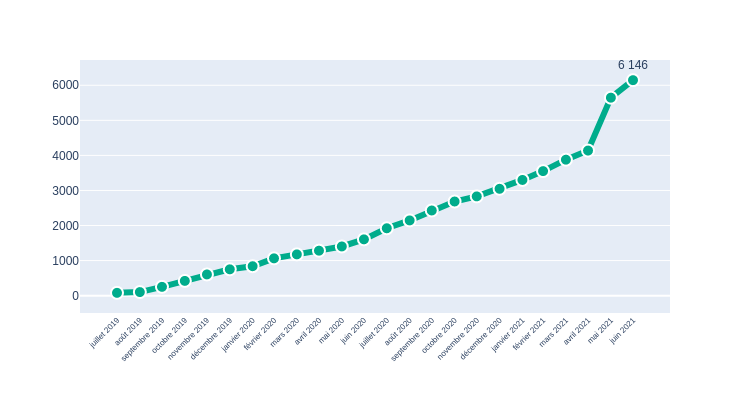 6 146
6000
5000
4000
3000
2000
1000
0
juillet 2019
août 2019
septembre 2019
octobre 2019
novembre 2019
décembre 2019
janvier 2020
février 2020
mars 2020
avril 2020
mai 2020
juin 2020
juillet 2020
août 2020
septembre 2020
octobre 2020
novembre 2020
décembre 2020
janvier 2021
février 2021
mars 2021
avril 2021
mai 2021
juin 2021